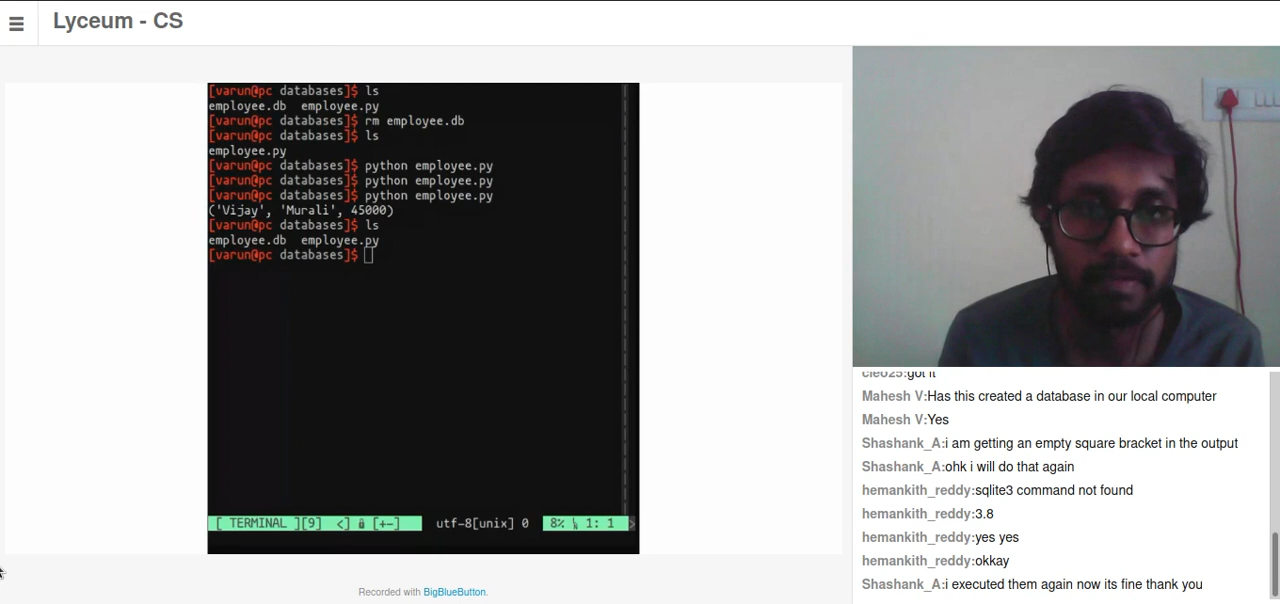 Lyceum - CS
[varun@pc databases]$ ls
employee.db  employee.py
[varun@pc databases]$ rm employee.db
[varun@pc databases]$ ls
employee.py
[varun@pc databases]$ python employee.py
[varun@pc databases]$ python employee.py
[varun@pc databases]$ python employee.py
('Vijay', 'Murali', 45000)
[varun@pc databases]$ ls
employee.db  employee.py
[varun@pc databases]$
[ TERMINAL ][9] <] [+-] utf-8[unix] 0 8% 1: 1 >
Recorded with BigBlueButton.
cleo25:got it
Mahesh V:Has this created a database in our local computer
Mahesh V:Yes
Shashank_A:i am getting an empty square bracket in the output
Shashank_A:ohk i will do that again
hemankith_reddy:sqlite3 command not found
hemankith_reddy:3.8
hemankith_reddy:yes yes
hemankith_reddy:okkay
Shashank_A:i executed them again now its fine thank you